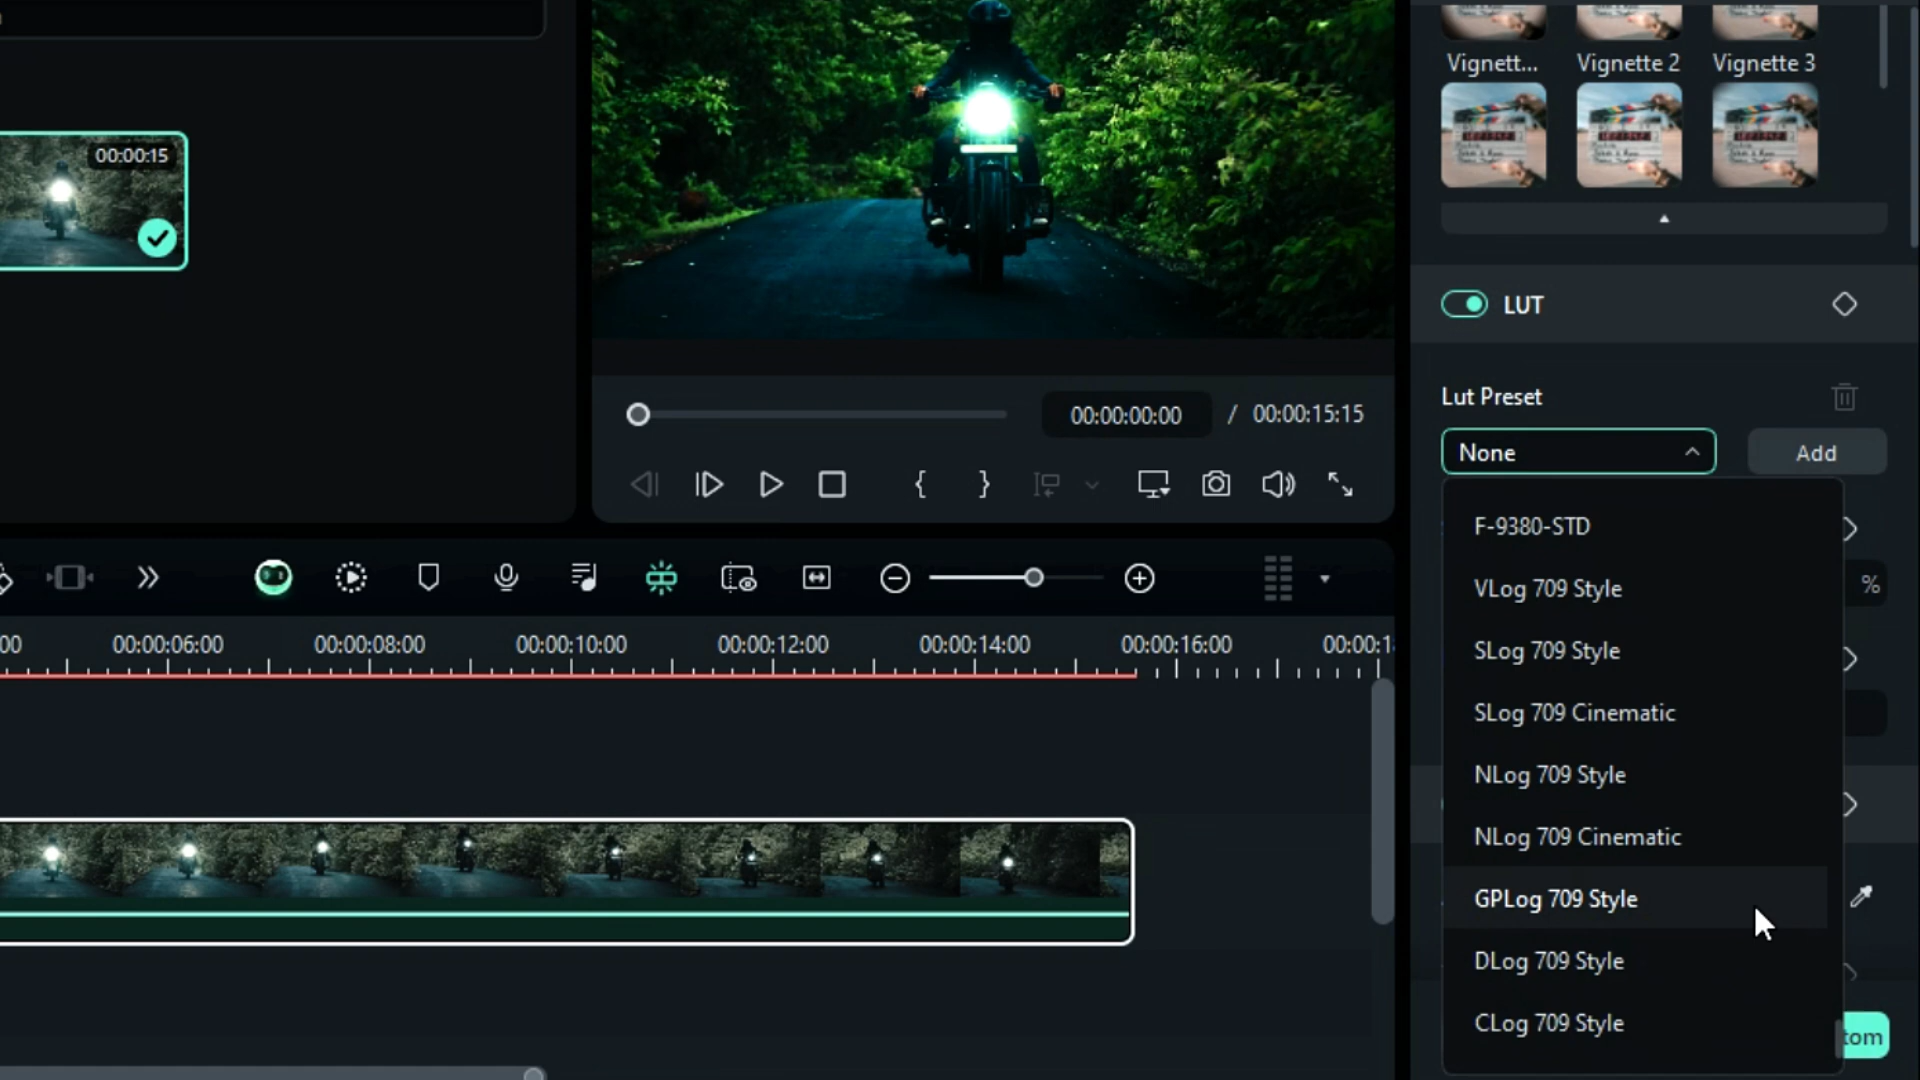 Vignett...
Vignette 2
Vignette 3
00:00:15
LUT
Lut Preset
None
Add
00:00:00:00 / 00:00:15:15
F-9380-STD
VLog 709 Style
%
SLog 709 Style
SLog 709 Cinematic
NLog 709 Style
NLog 709 Cinematic
GPLog 709 Style
DLog 709 Style
CLog 709 Style
tom
00
00:00:06:00
00:00:08:00
00:00:10:00
00:00:12:00
00:00:14:00
00:00:16:00
00:00:1